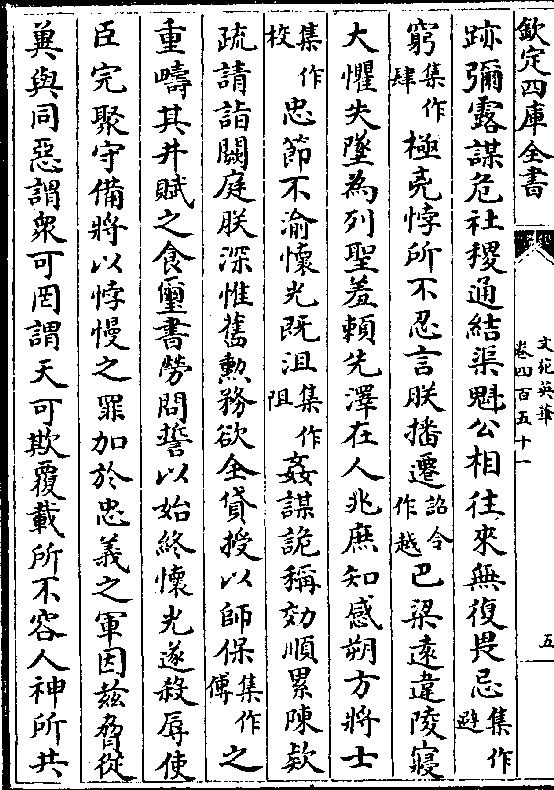 欽定四庫全書
文苑英華
卷四百五十一
五
跡彌露謀危社稷通結渠魁公相往來無復畏忌集作避
窮集作肆極兇悖所不忍言朕播遷詔令作越巴梁遠違陵寢
大懼失墜為列聖羞賴先澤在人兆庶知感朔方將士
集作校忠節不渝懷光既沮集作阻姦謀詭稱効順累陳欵
疏請詣闕庭朕深惟舊勲務欲全貸授以師保集作傅之
重疇其井賦之食璽書勞問誓以始終懷光遂殺辱使
臣完聚守備將以悖慢之罪加於忠義之軍因兹脅從
兾與同惡謂衆可罔謂天可欺覆載所不容人神所共